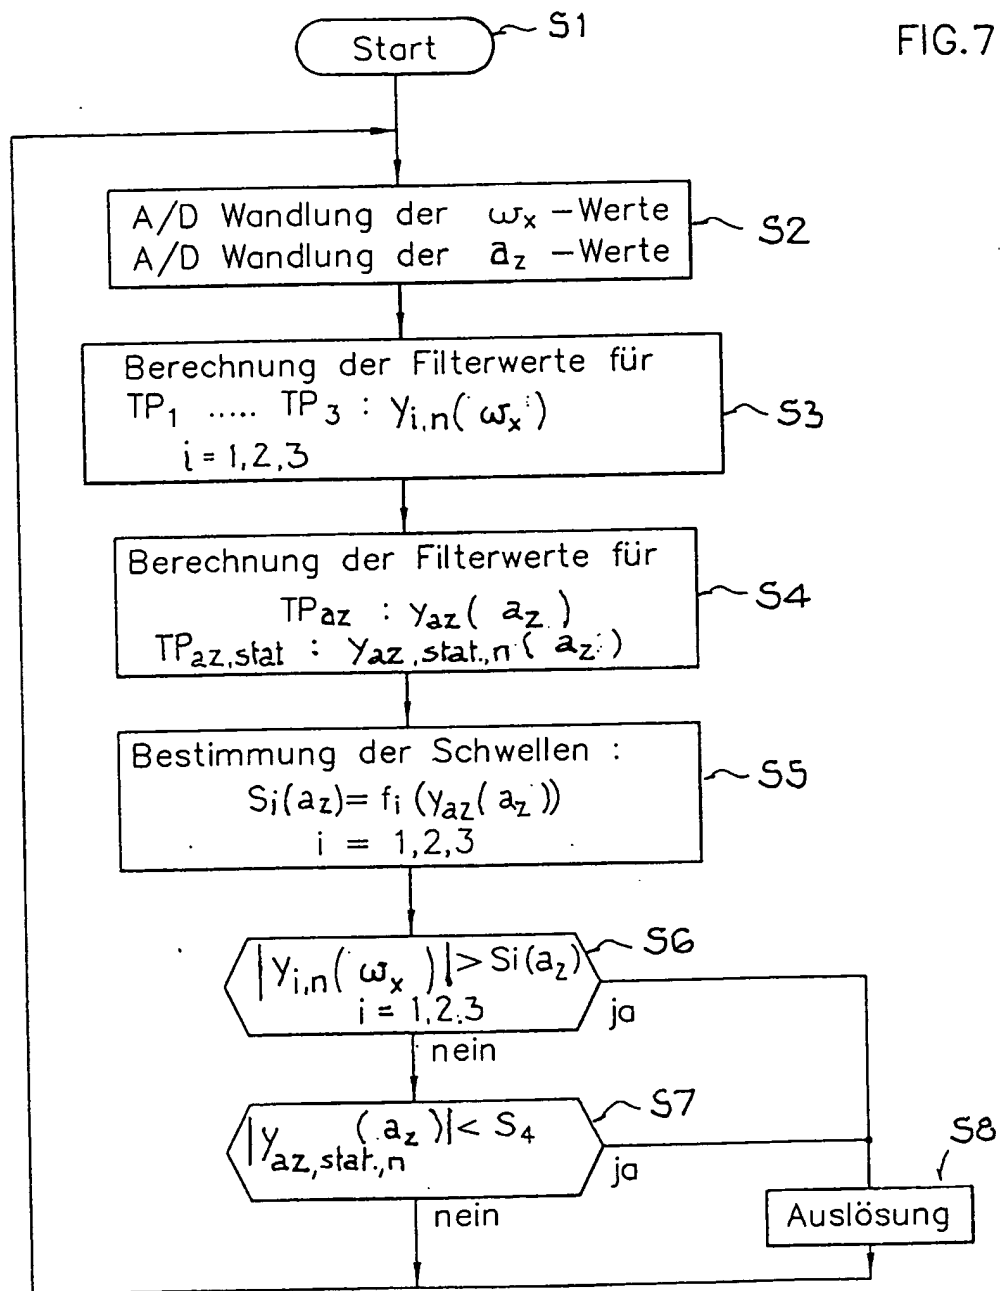 FIG.7
Start
S1
A/D Wandlung der ωx -Werte
A/D Wandlung der az -Werte
S2
Berechnung der Filterwerte für
TP1 ..... TP3 : yi,n( ωx )
i = 1,2,3
S3
Berechnung der Filterwerte für
TPaz : yaz( az )
TPaz,stat : yaz,stat.,n( az )
S4
Bestimmung der Schwellen :
Si(az)= fi (yaz( az ))
i = 1,2,3
S5
|yi,n( ωx )|> Si(az)
i = 1,2,3
S6
ja
nein
|yaz,stat.,n ( az )|< S4
S7
ja
nein
S8
Auslösung